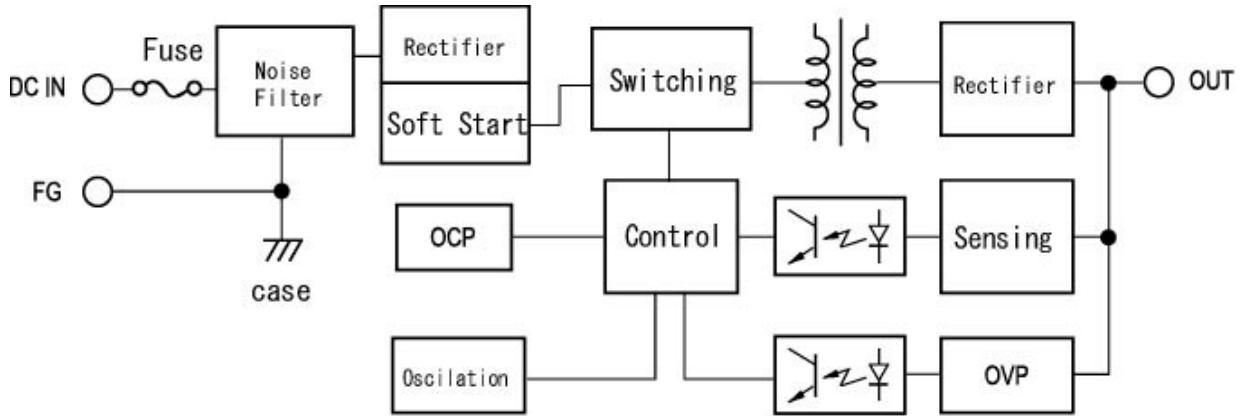 Fuse
DC IN
Noise
Filter
Rectifier
Soft Start
Switching
Rectifier
OUT
FG
case
OCP
Control
Sensing
Oscilation
OVP